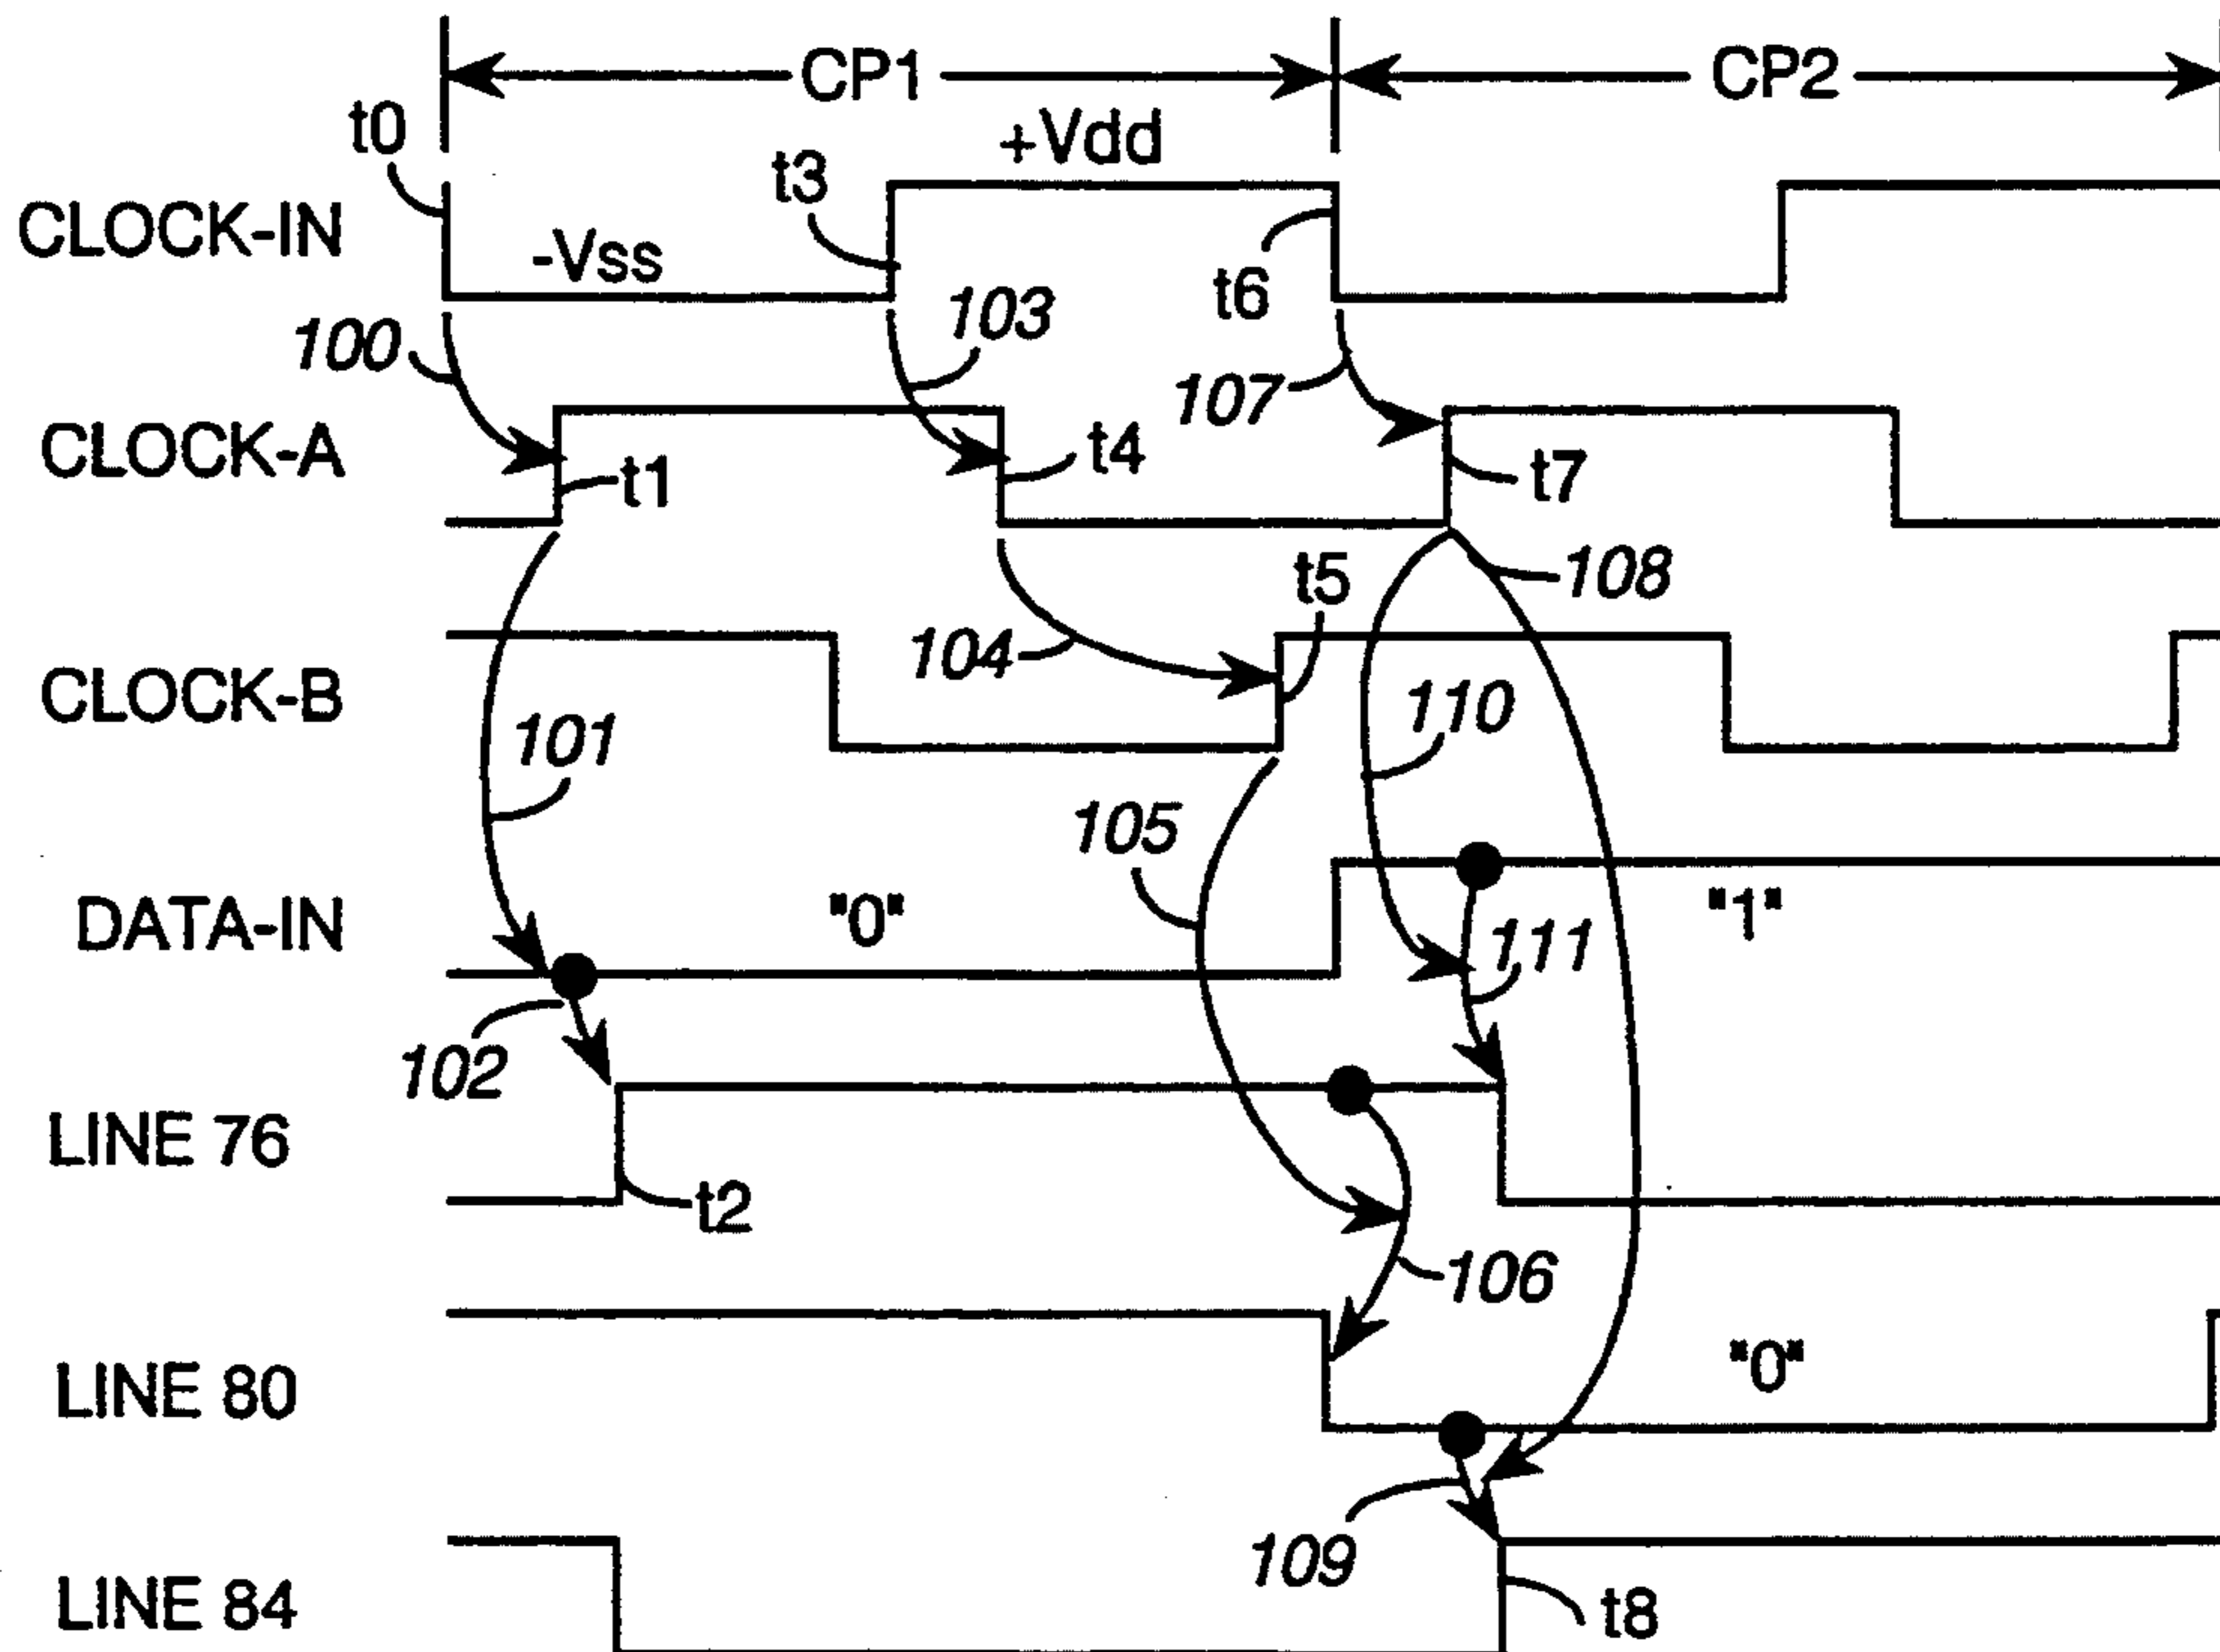 CP1
CP2
t0
+Vdd
t3
CLOCK-IN
-Vss
t6
103
100
107
CLOCK-A
t4
t1
t7
108
t5
104
CLOCK-B
110
101
105
DATA-IN
"0"
"1"
111
102
LINE 76
t2
106
LINE 80
"0"
109
LINE 84
t8